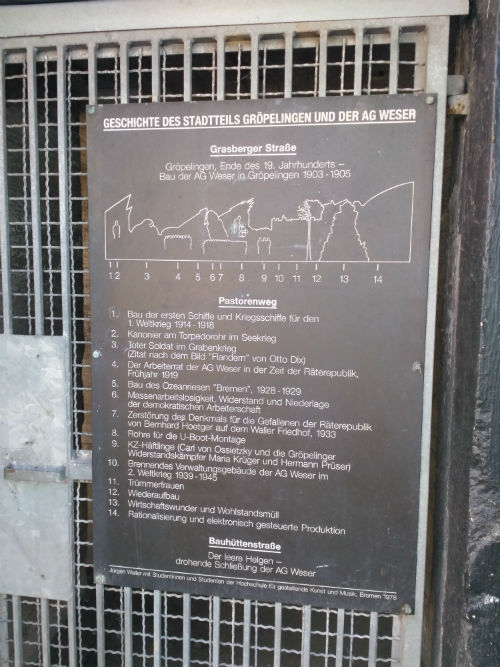 GESCHICHTE DES STADTTEILS GRÖPELINGEN UND DER AG WESER
Grasberger Straße
Gröpelingen, Ende des 19. Jahrhunderts –
Bau der AG Weser in Gröpelingen 1903 -1905
1 2 3 4 5 6 7 8 9 10 11 12 13 14
Pastorenweg
1. Bau der ersten Schiffe und Kriegsschiffe für den
1. Weltkrieg 1914 - 1918
2. Kanonier am Torpedorohr im Seekrieg
3. Toter Soldat im Grabenkrieg
(Zitat nach dem Bild "Flandern" von Otto Dix)
4. Der Arbeiterrat der AG Weser in der Zeit der Räterepublik,
Frühjahr 1919
5. Bau des Ozeanriesen "Bremen", 1928 - 1929
6. Massenarbeitslosigkeit, Widerstand und Niederlage
der demokratischen Arbeiterschaft
7. Zerstörung des Denkmals für die Gefallenen der Räterepublik
von Bernhard Hoetger auf dem Waller Friedhof, 1933
8. Rohre für die U-Boot-Montage
9. KZ-Häftlinge (Carl von Ossietzky und die Gröpelinger
Widerstandskämpfer Maria Krüger und Hermann Prüser)
10. Brennendes Verwaltungsgebäude der AG Weser im
2. Weltkrieg 1939 -1945
11. Trümmerfrauen
12. Wiederaufbau
13. Wirtschaftswunder und Wohlstandsmüll
14. Rationalisierung und elektronisch gesteuerte Produktion
Bauhüttenstraße
Der leere Helgen –
drohende Schließung der AG Weser
Jürgen Waller mit Studentinnen und Studenten der Hochschule für gestaltende Kunst und Musik, Bremen 1978